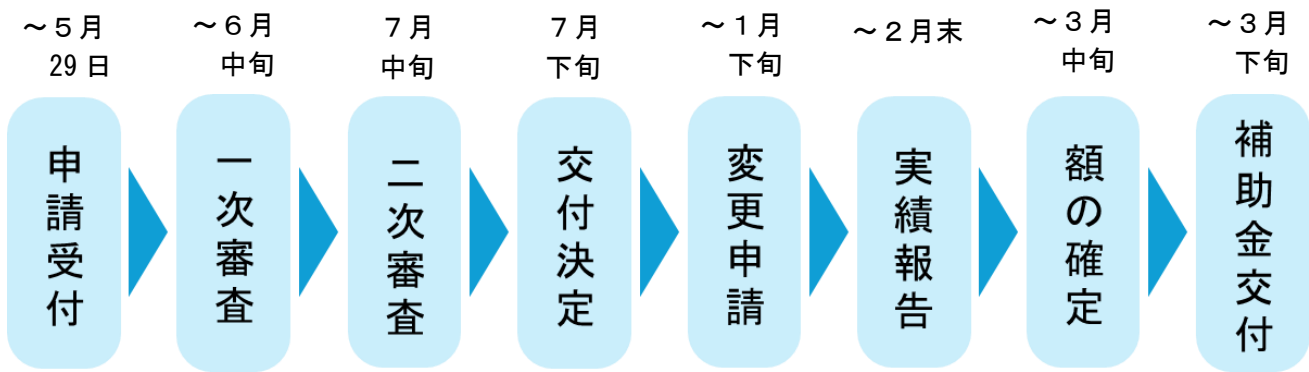 ～５月
29日
～６月
中旬
７月
中旬
７月
下旬
～１月
下旬
～２月末
～３月
中旬
～３月
下旬
申請受付
一次審査
二次審査
交付決定
変更申請
実績報告
額の確定
補助金交付